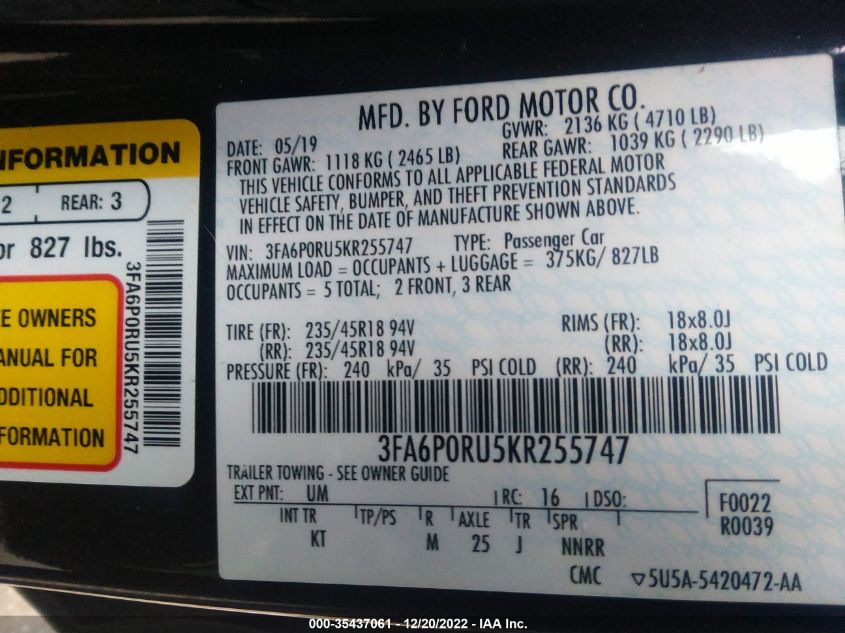 NFORMATION
2 REAR: 3
or 827 lbs.
EE OWNERS
ANUAL FOR
DDITIONAL
FORMATION
3FA6P0RU5KR255747
MFD. BY FORD MOTOR CO.
DATE: 05/19 GVWR: 2136 KG ( 4710 LB)
FRONT GAWR: 1118 KG ( 2465 LB) REAR GAWR: 1039 KG ( 2290 LB)
THIS VEHICLE CONFORMS TO ALL APPLICABLE FEDERAL MOTOR
VEHICLE SAFETY, BUMPER, AND THEFT PREVENTION STANDARDS
IN EFFECT ON THE DATE OF MANUFACTURE SHOWN ABOVE.
VIN: 3FA6P0RU5KR255747 TYPE: Passenger Car
MAXIMUM LOAD = OCCUPANTS + LUGGAGE = 375KG/ 827LB
OCCUPANTS = 5 TOTAL; 2 FRONT, 3 REAR
TIRE (FR): 235/45R18 94V RIMS (FR): 18x8.0J
(RR): 235/45R18 94V (RR): 18x8.0J
PRESSURE (FR): 240 kPa/ 35 PSI COLD (RR): 240 kPa/ 35 PSI COLD
3FA6P0RU5KR255747
TRAILER TOWING - SEE OWNER GUIDE
EXT PNT: UM RC: 16 DSO: F0022
R0039
INT TR TP/PS R AXLE TR SPR
KT M 25 J NNRR
CMC ▽5U5A-5420472-AA
000-35437061 - 12/20/2022 - IAA Inc.